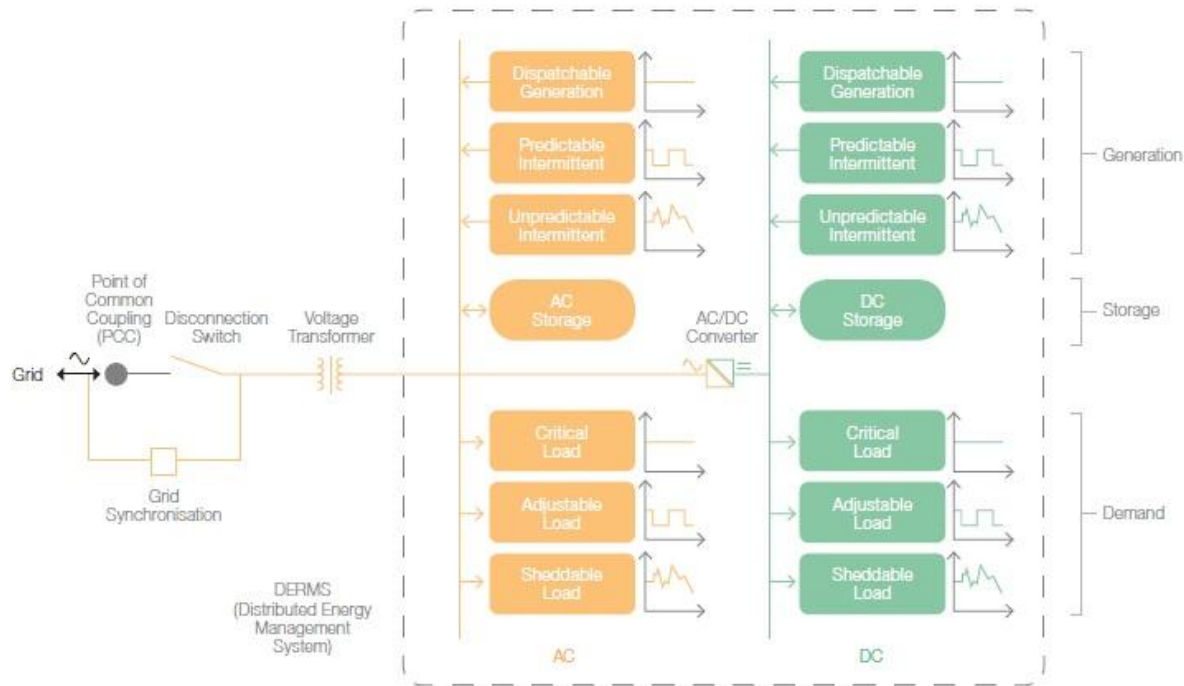 Dispatchable
Generation
Dispatchable
Generation
Predictable
Intermittent
Predictable
Intermittent
Generation
Unpredictable
Intermittent
Unpredictable
Intermittent
Point of
Common
Coupling
(PCC)
Disconnection
Switch
Voltage
Transformer
AC
Storage
AC/DC
Converter
DC
Storage
Storage
Grid
Grid
Synchronisation
Critical
Load
Critical
Load
Adjustable
Load
Adjustable
Load
Demand
Sheddable
Load
Sheddable
Load
DERMS
(Distributed Energy
Management
System)
AC
DC